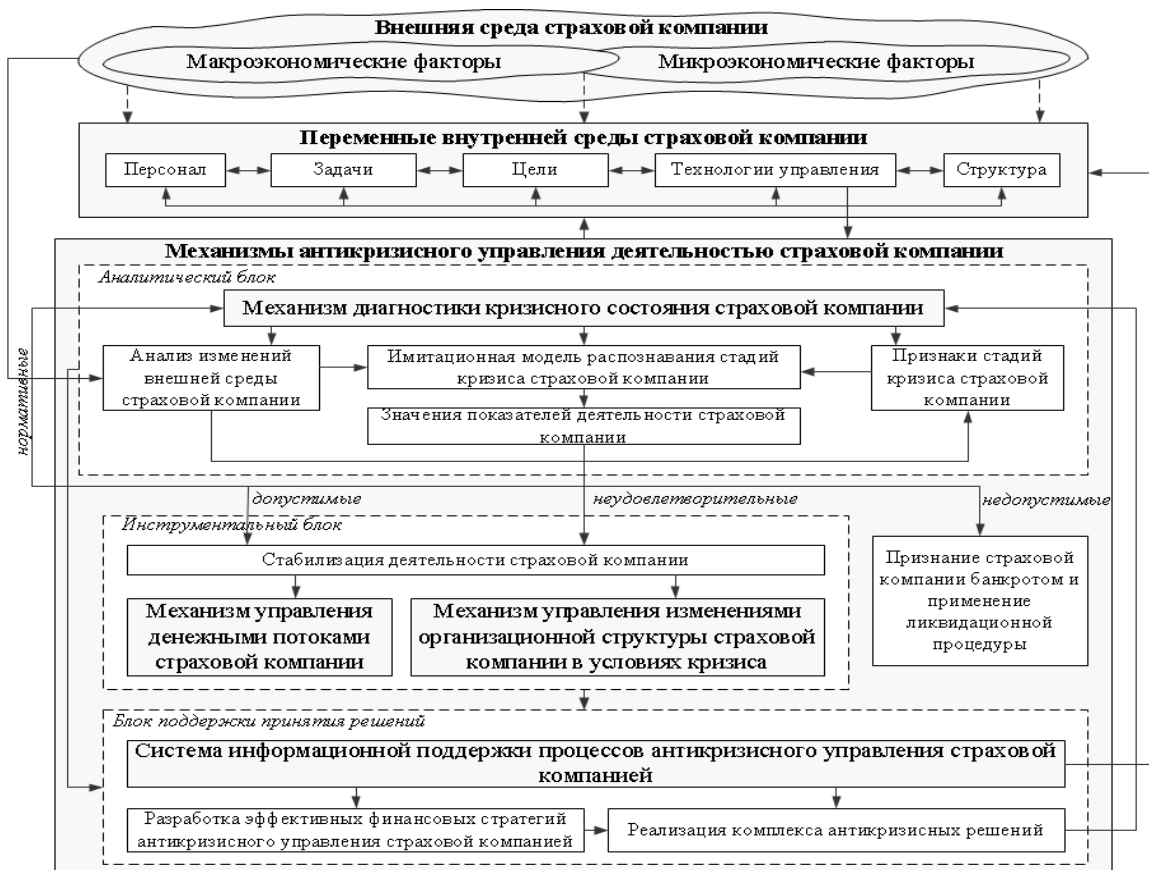 Внешняя среда страховой компании
Макроэкономические факторы
Микроэкономические факторы
Переменные внутренней среды страховой компании
Персонал
Задачи
Цели
Технологии управления
Структура
Механизмы антикризисного управления деятельностью страховой компании
Аналитический блок
Механизм диагностики кризисного состояния страховой компании
Анализ изменений
внешней среды
страховой компании
Имитационная модель распознавания стадий
кризиса страховой компании
Признаки стадий
кризиса страховой
компании
Значения показателей деятельности страховой
компании
нормативные
допустимые
неудовлетворительные
недопустимые
Инструментальный блок
Стабилизация деятельности страховой компании
Механизм управления
денежными потоками
страховой компании
Механизм управления изменениями
организационной структуры страховой
компании в условиях кризиса
Признание страховой
компании банкротом и
применение
ликвидационной
процедуры
Блок поддержки принятия решений
Система информационной поддержки процессов антикризисного управления страховой
компанией
Разработка эффективных финансовых стратегий
антикризисного управления страховой компанией
Реализация комплекса антикризисных решений